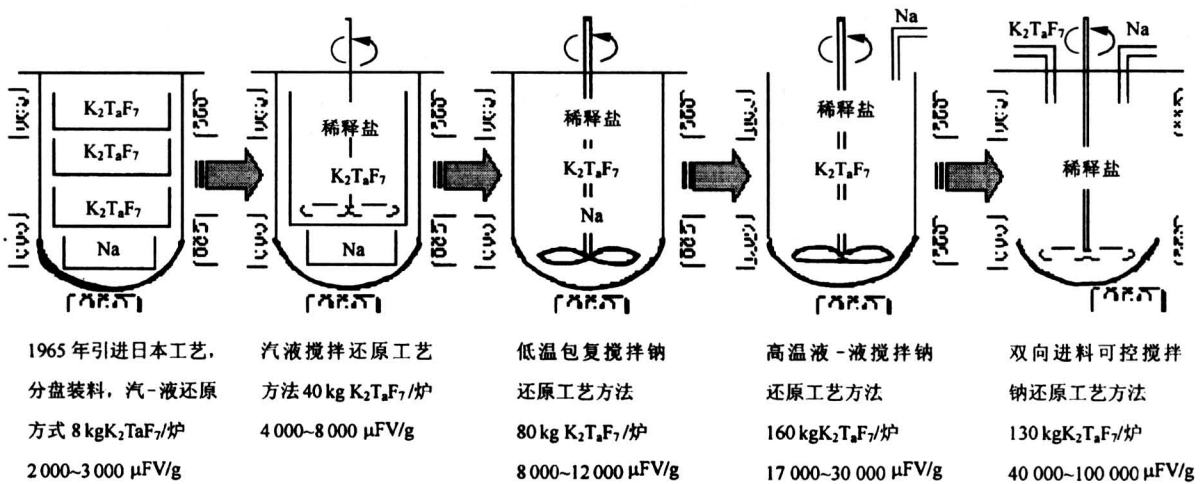 K₂TₐF₇
K₂TₐF₇
K₂TₐF₇
Na
稀释盐
K₂TₐF₇
Na
稀释盐
K₂TₐF₇
Na
Na
稀释盐
K₂TₐF₇
K₂TₐF₇
Na
稀释盐
1965 年引进日本工艺，
分盘装料，汽-液还原
方式 8 kgK₂TaF₇/炉
2 000~3 000 μFV/g
汽液搅拌还原工艺
方法 40 kg K₂TₐF₇/炉
4 000~8 000 μFV/g
低温包复搅拌钠
还原工艺方法
80 kg K₂TₐF₇/炉
8 000~12 000 μFV/g
高温液-液搅拌钠
还原工艺方法
160 kgK₂TₐF₇/炉
17 000~30 000 μFV/g
双向进料可控搅拌
钠还原工艺方法
130 kgK₂TₐF₇/炉
40 000~100 000 μFV/g